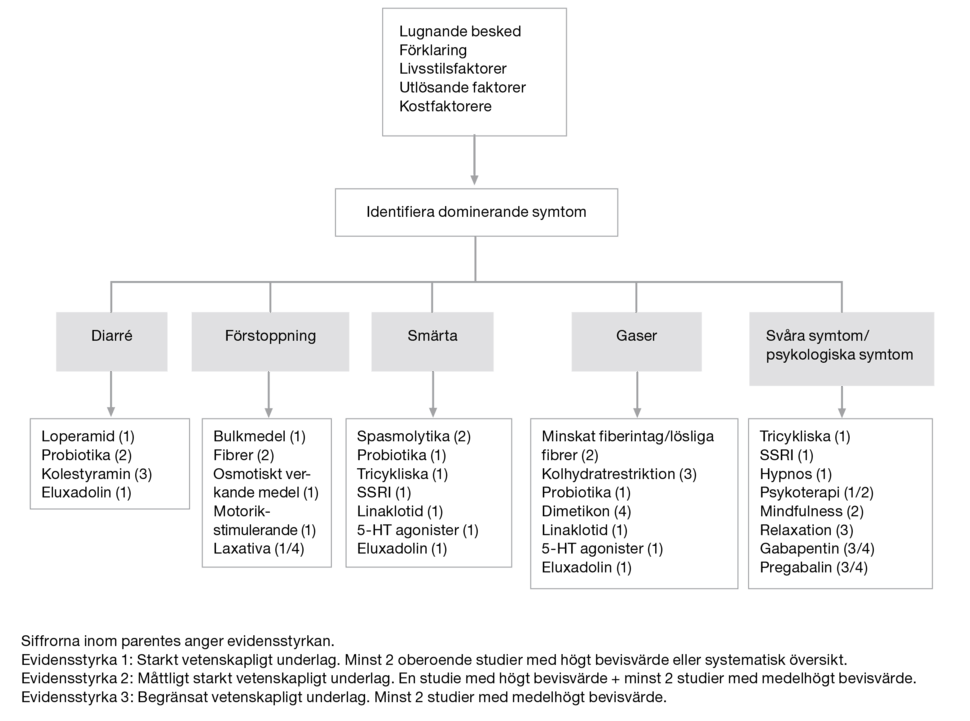 Lugnande besked
Förklaring
Livsstilsfaktorer
Utlösande faktorer
Kostfaktorere
Identifiera dominerande symtom
Diarré
Förstoppning
Smärta
Gaser
Svåra symtom/
psykologiska symtom
Loperamid (1)
Probiotika (2)
Kolestyramin (3)
Eluxadolin (1)
Bulkmedel (1)
Fibrer (2)
Osmotiskt ver-
kande medel (1)
Motorik-
stimulerande (1)
Laxativa (1/4)
Spasmolytika (2)
Probiotika (1)
Tricykliska (1)
SSRI (1)
Linaklotid (1)
5-HT agonister (1)
Eluxadolin (1)
Minskat fiberintag/lösliga
fibrer (2)
Kolhydratrestriktion (3)
Probiotika (1)
Dimetikon (4)
Linaklotid (1)
5-HT agonister (1)
Eluxadolin (1)
Tricykliska (1)
SSRI (1)
Hypnos (1)
Psykoterapi (1/2)
Mindfulness (2)
Relaxation (3)
Gabapentin (3/4)
Pregabalin (3/4)
Siffrorna inom parentes anger evidensstyrkan.
Evidensstyrka 1: Starkt vetenskapligt underlag. Minst 2 oberoende studier med högt bevisvärde eller systematisk översikt.
Evidensstyrka 2: Måttligt starkt vetenskapligt underlag. En studie med högt bevisvärde + minst 2 studier med medelhögt bevisvärde.
Evidensstyrka 3: Begränsat vetenskapligt underlag. Minst 2 studier med medelhögt bevisvärde.